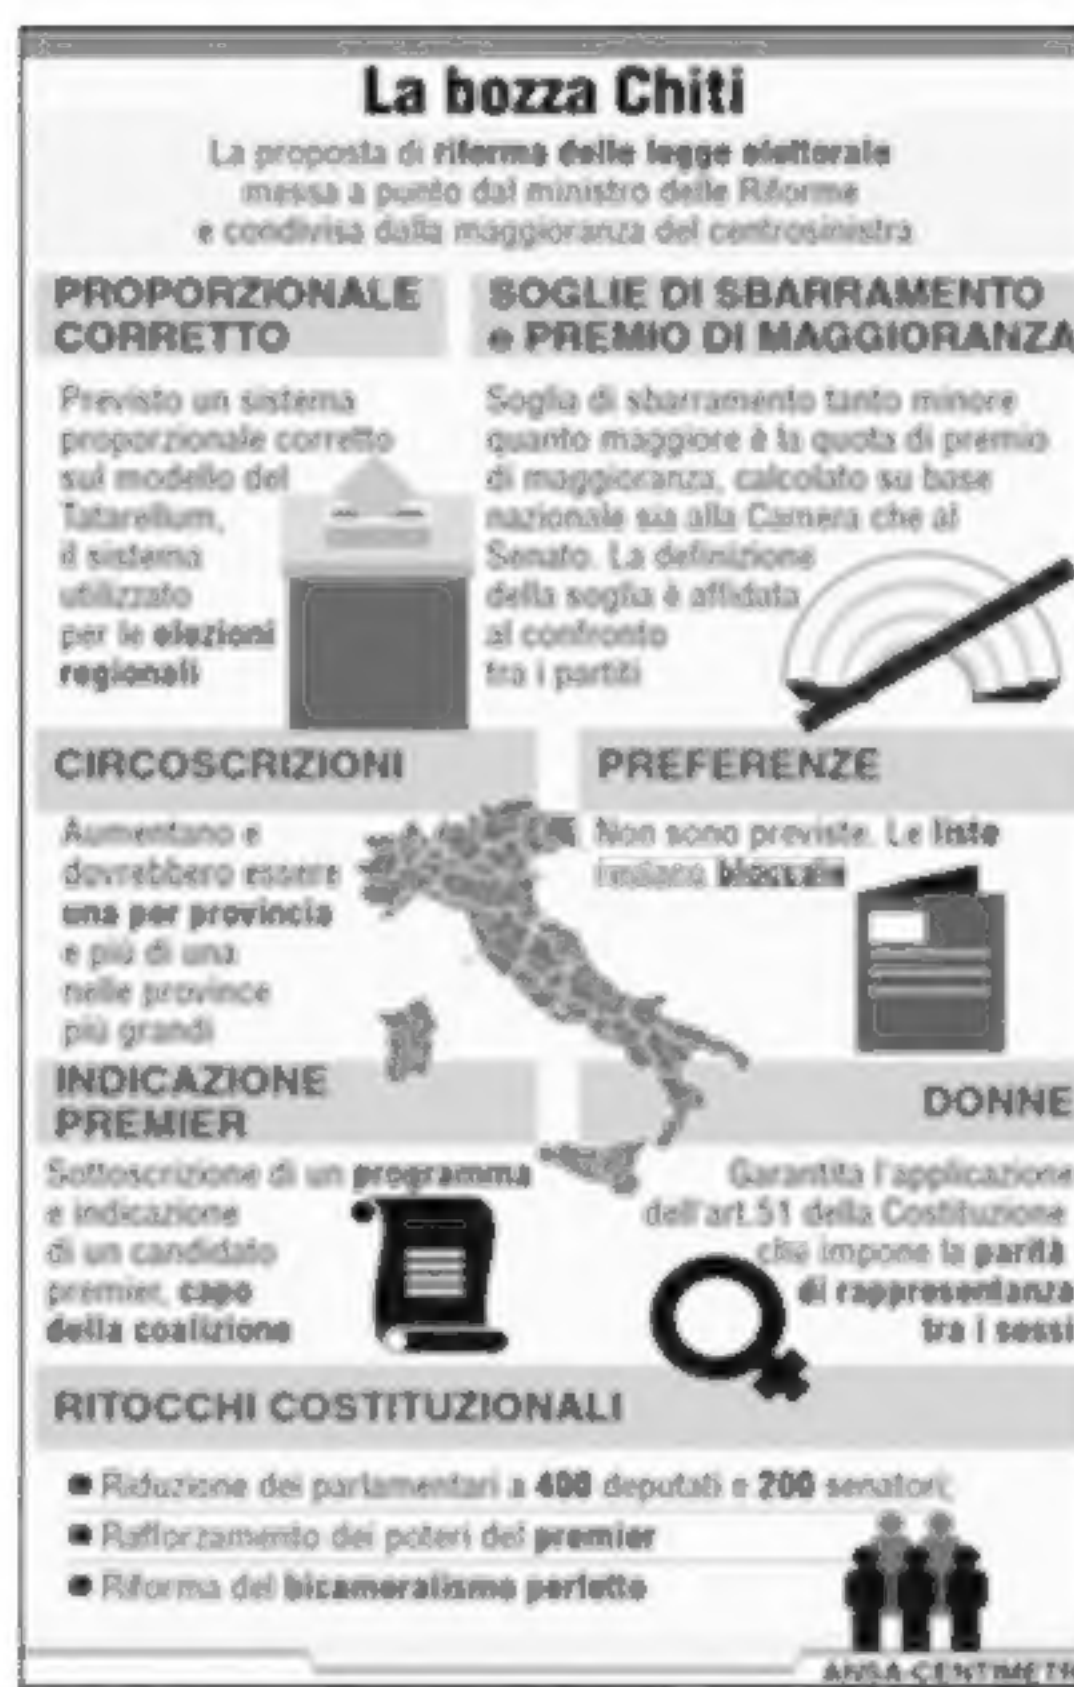 La bozza Chiti
La proposta di riforma della legge elettorale
messa a punto dal ministro delle Riforme
e condivisa dalla maggioranza del centrosinistra
PROPORZIONALE
CORRETTO
Previsto un sistema
proporzionale corretto
sul modello del
Tatarellum,
il sistema
utilizzato
per le elezioni
regionali
SOGLIE DI SBARRAMENTO
e PREMIO DI MAGGIORANZA
Soglia di sbarramento tanto minore
quanto maggiore è la quota di premio
di maggioranza, calcolato su base
nazionale sia alla Camera che al
Senato. La definizione
della soglia è affidata
al confronto
tra i partiti
CIRCOSCRIZIONI
Aumentano e
dovrebbero essere
una per provincia
e più di una
nelle province
più grandi
PREFERENZE
Non sono previste. Le liste
bloccate
INDICAZIONE
PREMIER
Sottoscrizione di un programma
e indicazione
di un candidato
premier, capo
della coalizione
DONNE
Garantita l'applicazione
dell'art.51 della Costituzione
che impone la parità
di rappresentanza
tra i sessi
RITOCCHI COSTITUZIONALI
Riduzione dei parlamentari a 400 deputati e 200 senatori;
Rafforzamento dei poteri del premier
Riforma del bicameralismo perfetto
ANSA-CENTIMETRI